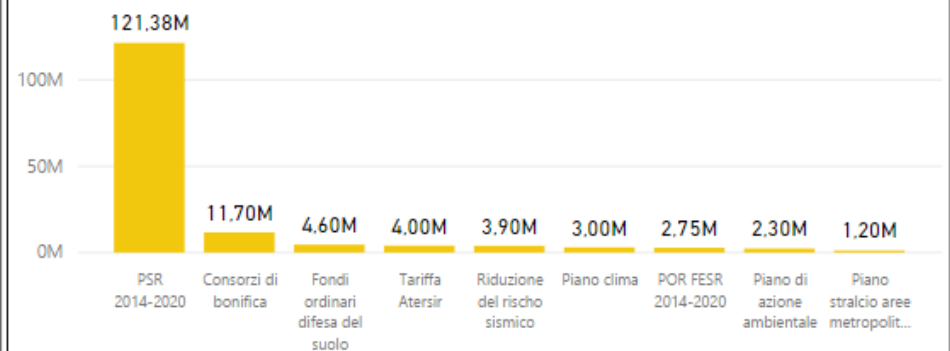 121,38M
100M
50M
11,70M
4,60M
4,00M
3,90M
3,00M
2,75M
2,30M
1,20M
0M
PSR
2014-2020
Consorzi di
bonifica
Fondi
ordinari
difesa del
suolo
Tariffa
Atersir
Riduzione
del rischo
sismico
Piano clima
POR FESR
2014-2020
Piano di
azione
ambientale
Piano
stralcio aree
metropolit...